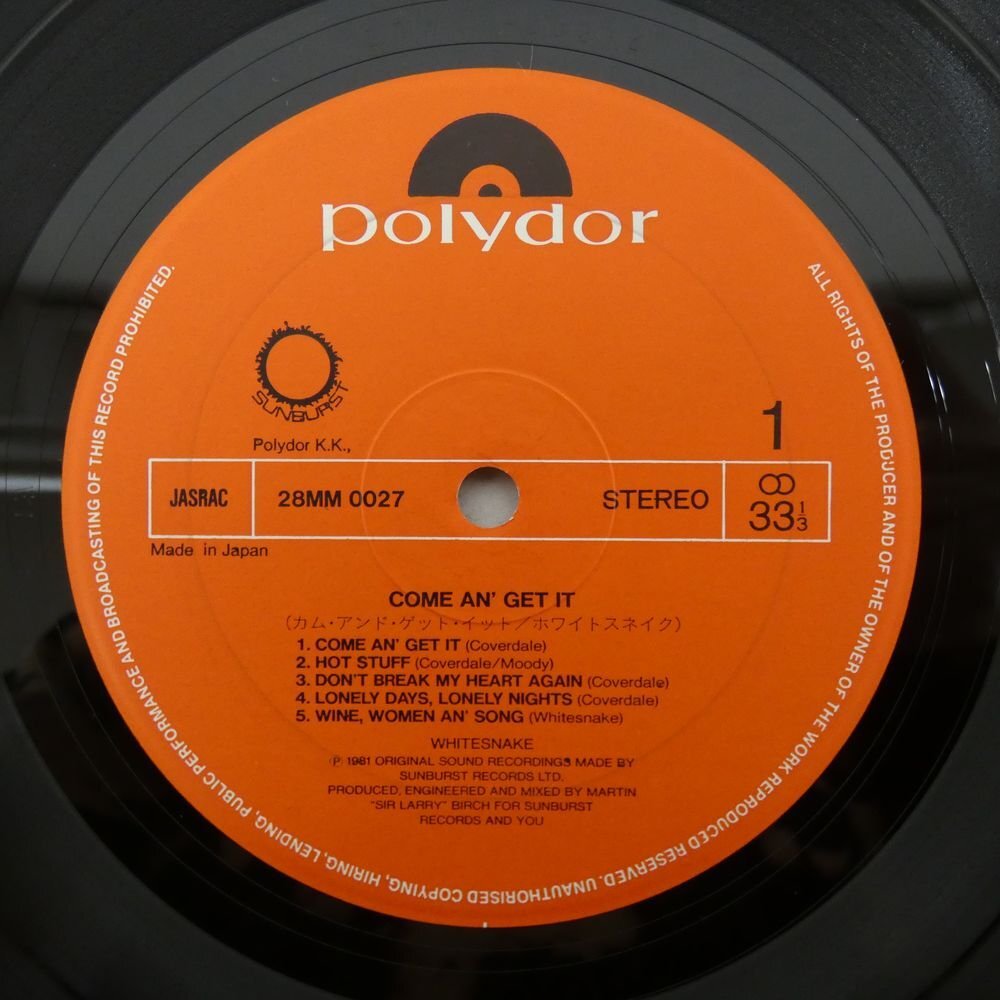 polydor
SUNBURST
Polydor K.K.,
1
JASRAC
28MM 0027
STEREO
33 1/3
Made in Japan
COME AN' GET IT
(カム・アンド・ゲット・イット/ホワイトスネイク)
1. COME AN' GET IT (Coverdale)
2. HOT STUFF (Coverdale/Moody)
3. DON'T BREAK MY HEART AGAIN (Coverdale)
4. LONELY DAYS, LONELY NIGHTS (Coverdale)
5. WINE, WOMEN AN' SONG (Whitesnake)
WHITESNAKE
Ⓟ 1981 ORIGINAL SOUND RECORDINGS MADE BY
SUNBURST RECORDS LTD.
PRODUCED, ENGINEERED AND MIXED BY MARTIN
"SIR LARRY" BIRCH FOR SUNBURST
RECORDS AND YOU
ALL RIGHTS OF THE PRODUCER AND OF THE OWNER OF THE WORK REPRODUCED RESERVED. UNAUTHORISED COPYING, HIRING, LENDING, PUBLIC PERFORMANCE AND BROADCASTING OF THIS RECORD PROHIBITED.